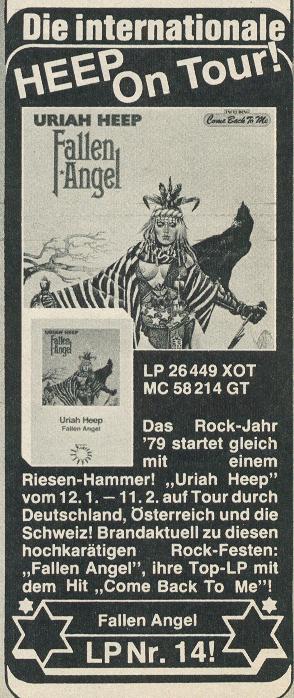 Die internationale
HEEP On Tour!
URIAH HEEP
Fallen
Angel
Come Back To Me
URIAH HEEP
Fallen
Angel
Uriah Heep
Fallen Angel
LP 26 449 XOT
MC 58 214 GT
Das Rock-Jahr
'79 startet gleich
mit einem
Riesen-Hammer! „Uriah Heep"
vom 12. 1. – 11. 2. auf Tour durch
Deutschland, Österreich und die
Schweiz! Brandaktuell zu diesen
hochkarätigen Rock-Festen:
„Fallen Angel", ihre Top-LP mit
dem Hit „Come Back To Me"!
Fallen Angel
LP Nr. 14!